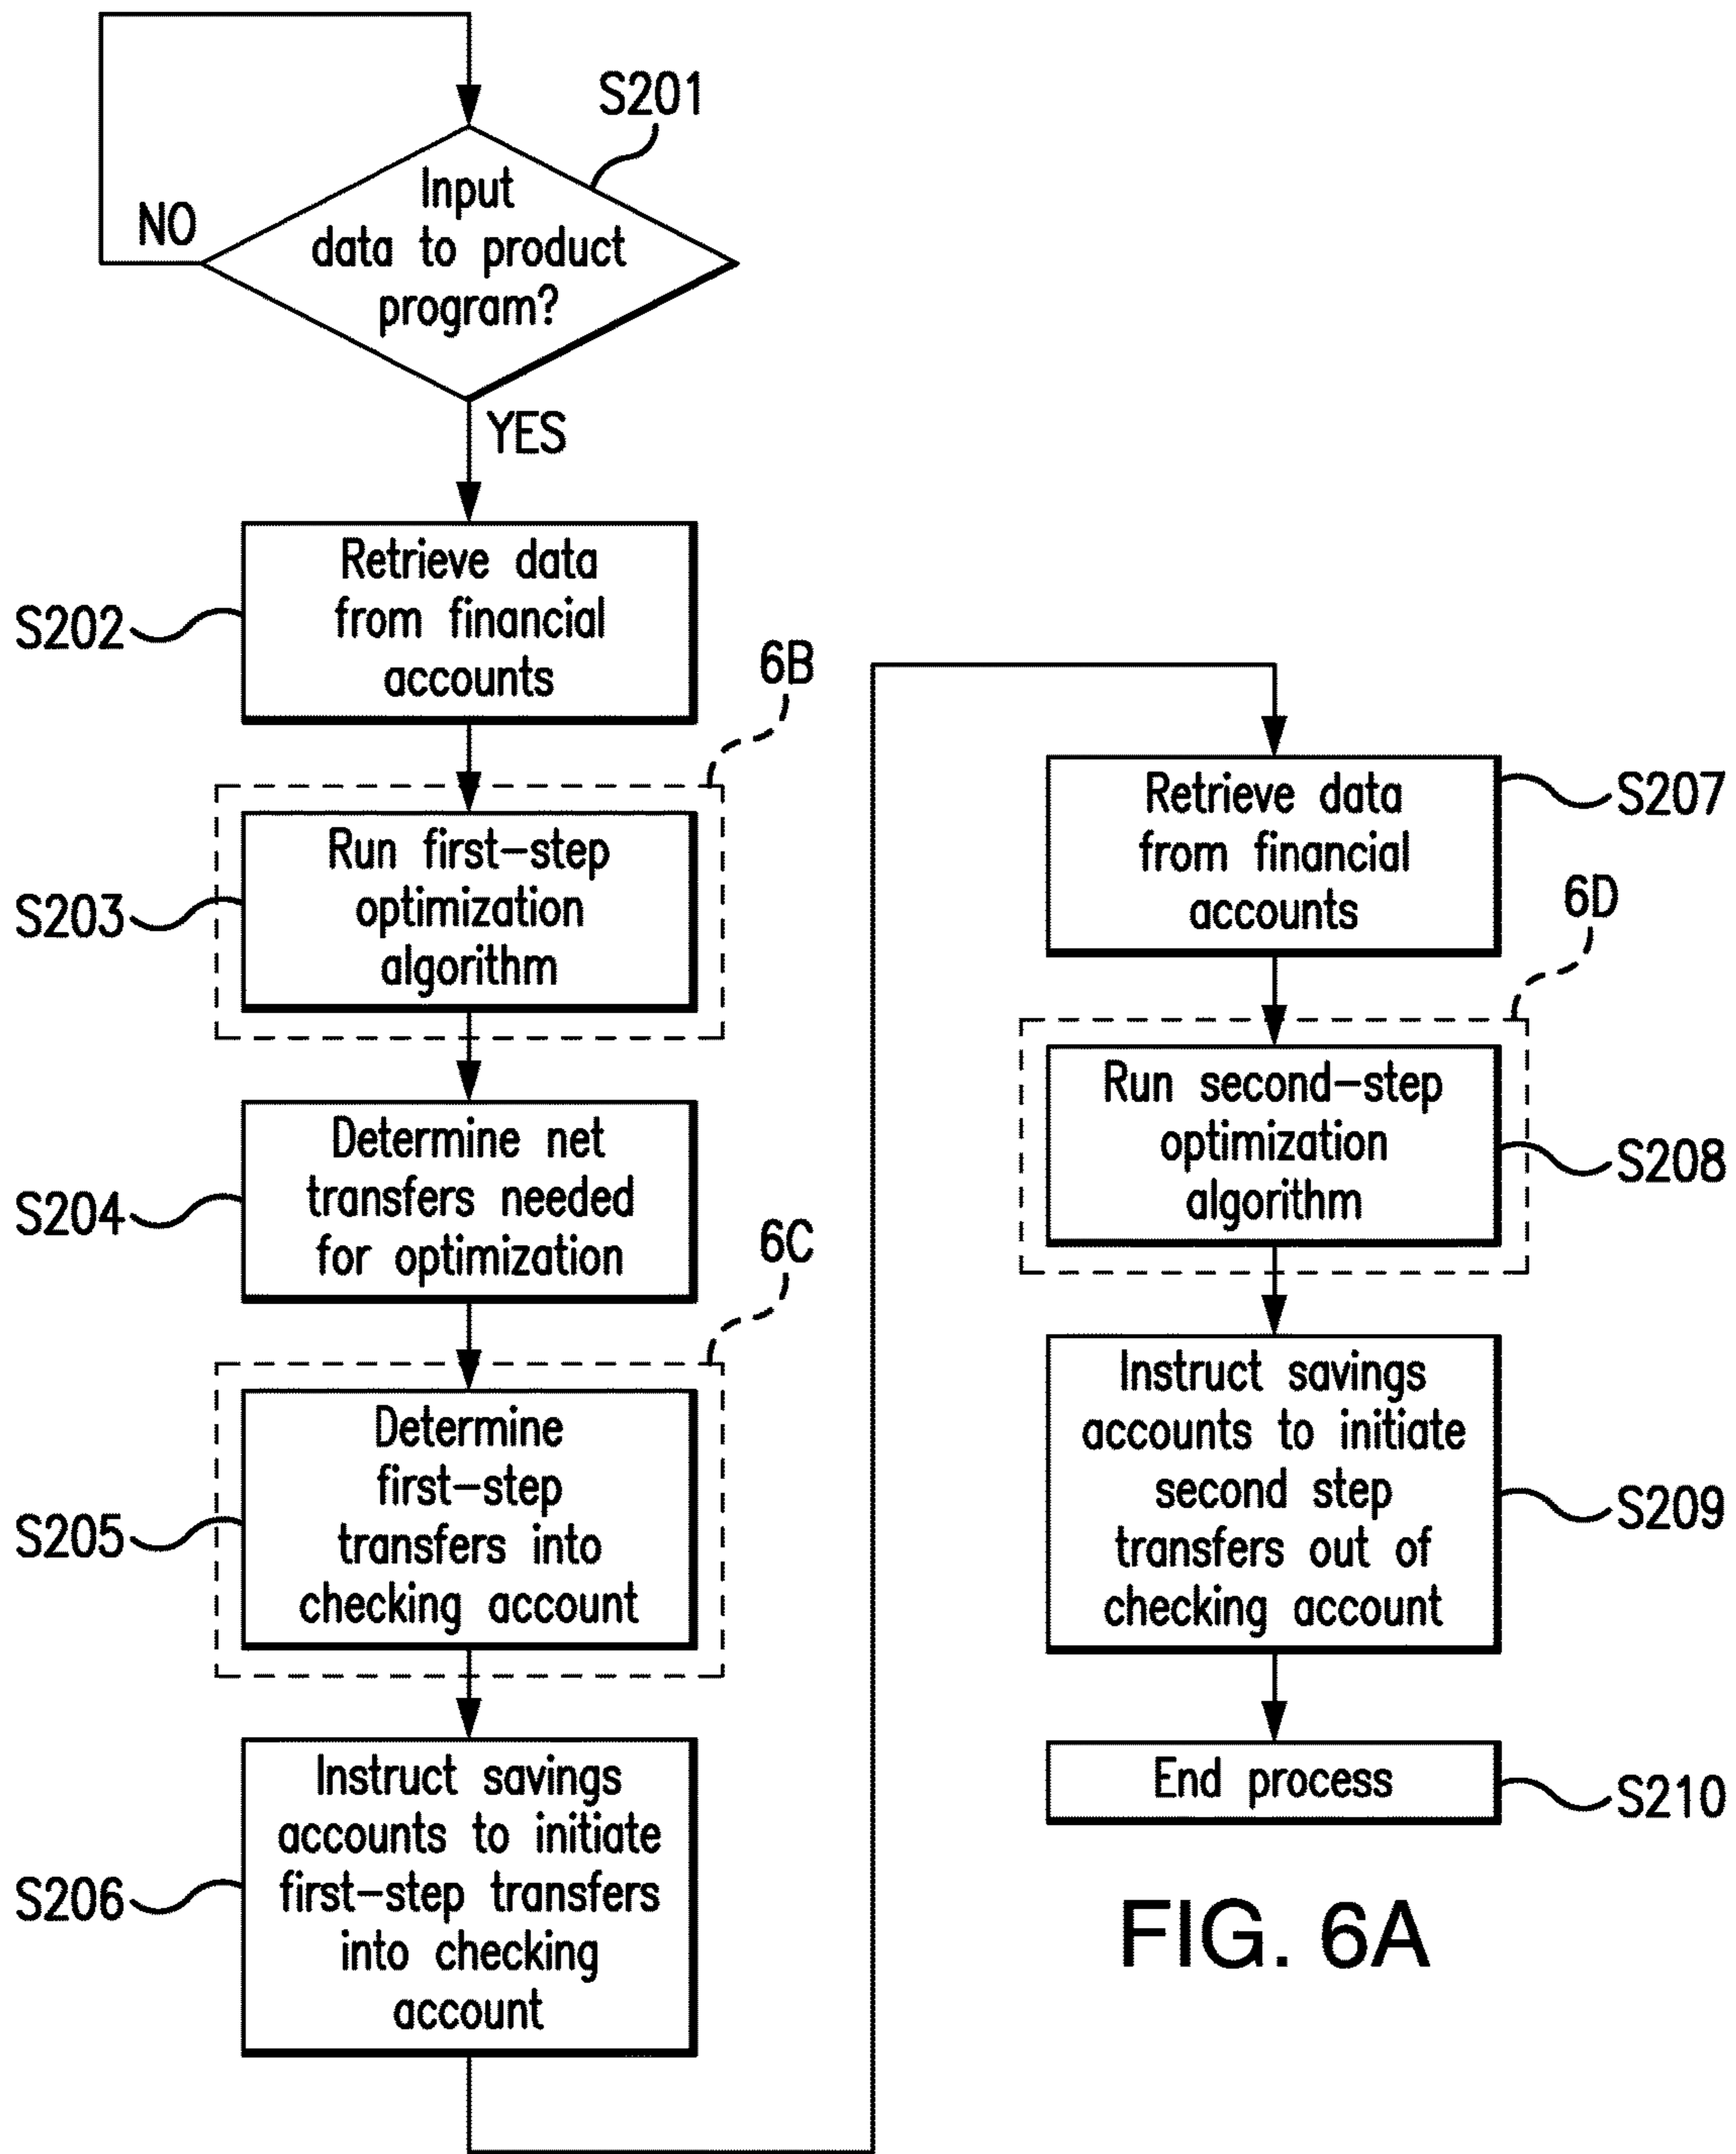 S201
Input
data to product
program?
NO
YES
S202
Retrieve data
from financial
accounts
6B
S203
Run first-step
optimization
algorithm
S204
Determine net
transfers needed
for optimization
6C
S205
Determine
first-step
transfers into
checking account
S206
Instruct savings
accounts to initiate
first-step transfers
into checking
account
Retrieve data
from financial
accounts
S207
6D
Run second-step
optimization
algorithm
S208
Instruct savings
accounts to initiate
second step
transfers out of
checking account
S209
End process
S210
FIG. 6A